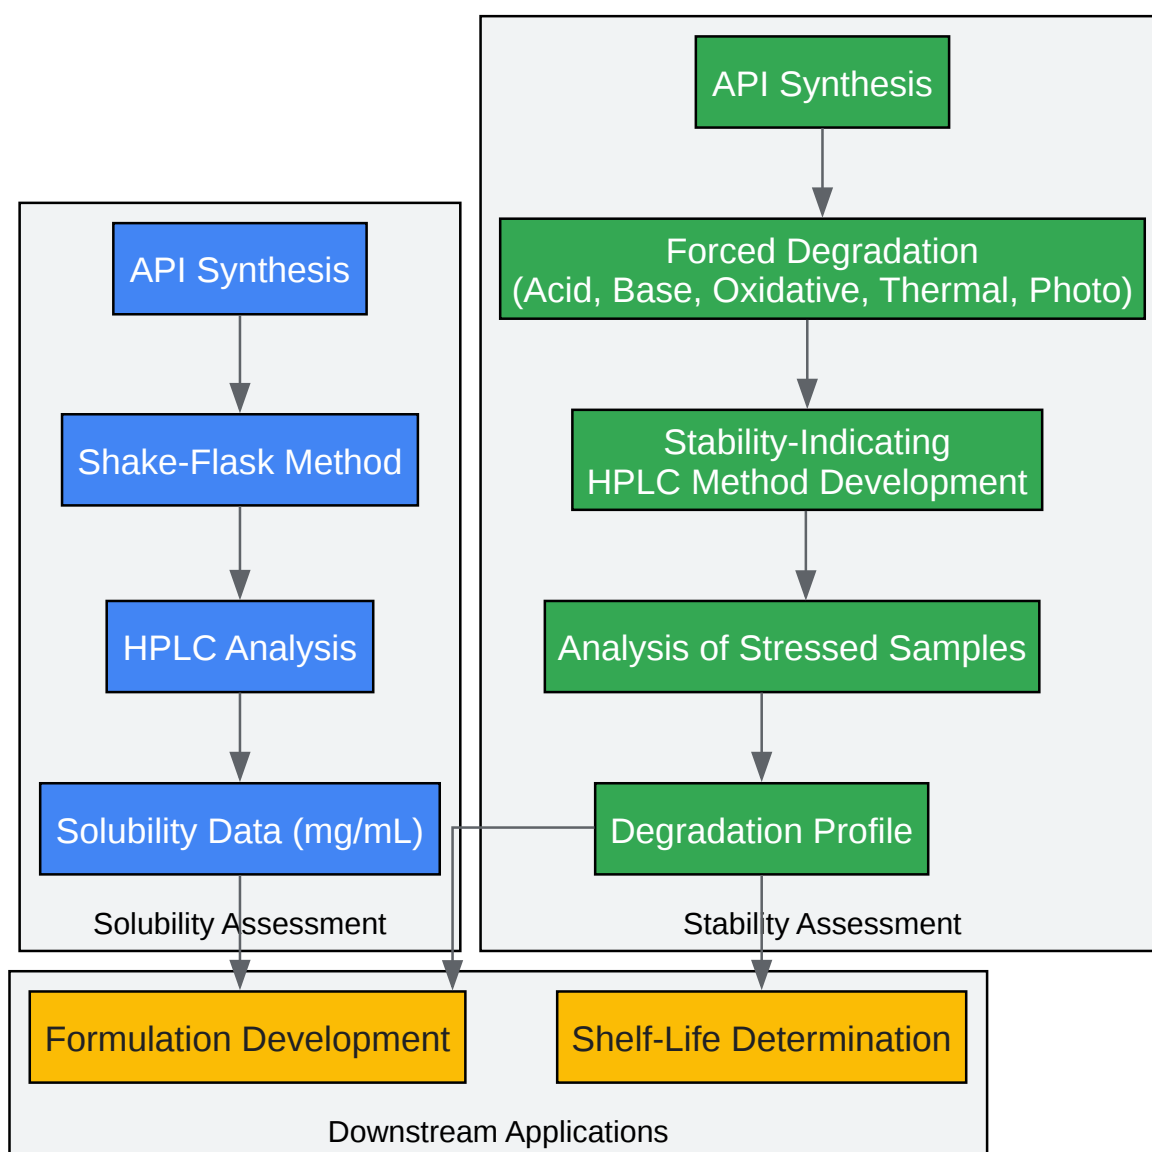 API Synthesis
Shake-Flask Method
HPLC Analysis
Solubility Data (mg/mL)
Solubility Assessment
API Synthesis
Forced Degradation
(Acid, Base, Oxidative, Thermal, Photo)
Stability-Indicating
HPLC Method Development
Analysis of Stressed Samples
Degradation Profile
Stability Assessment
Formulation Development
Shelf-Life Determination
Downstream Applications